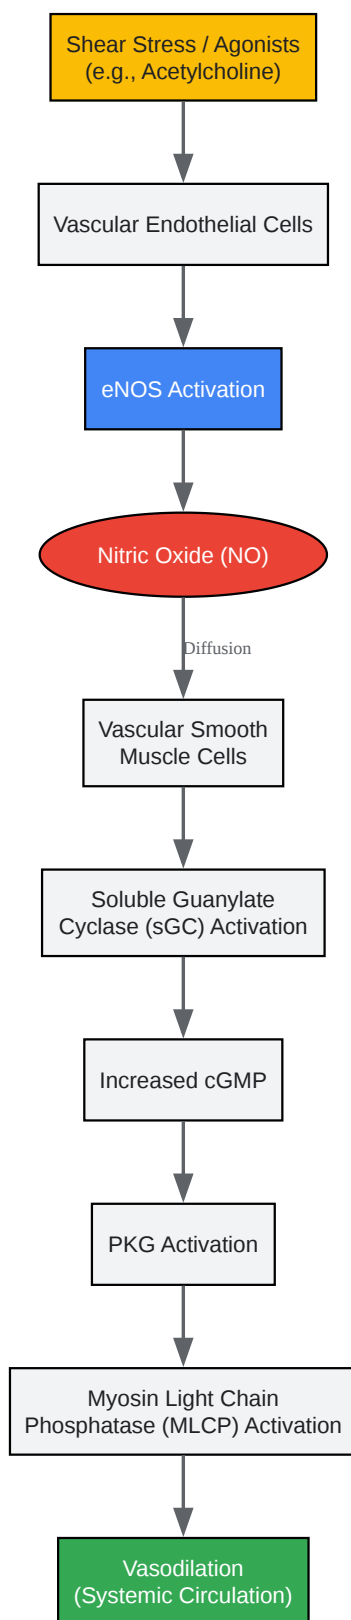 Shear Stress / Agonists
(e.g., Acetylcholine)
Vascular Endothelial Cells
eNOS Activation
Nitric Oxide (NO)
Diffusion
Vascular Smooth
Muscle Cells
Soluble Guanylate
Cyclase (sGC) Activation
Increased cGMP
PKG Activation
Myosin Light Chain
Phosphatase (MLCP) Activation
Vasodilation
(Systemic Circulation)